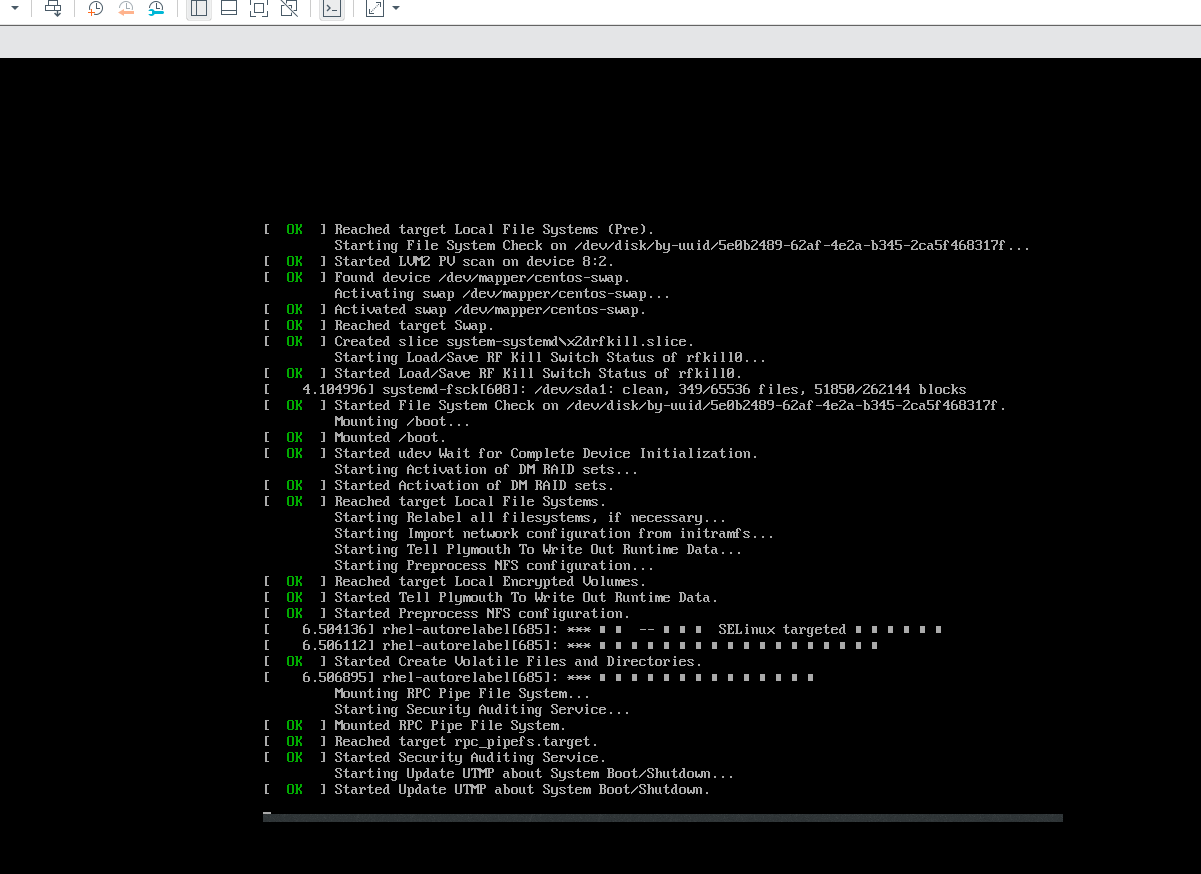 [  OK  ] Reached target Local File Systems (Pre).
Starting File System Check on /dev/disk/by-uuid/5e0b2489-62af-4e2a-b345-2ca5f468317f...
[  OK  ] Started LVM2 PV scan on device 8:2.
[  OK  ] Found device /dev/mapper/centos-swap.
Activating swap /dev/mapper/centos-swap...
[  OK  ] Activated swap /dev/mapper/centos-swap.
[  OK  ] Reached target Swap.
[  OK  ] Created slice system-systemd\x2drfkill.slice.
Starting Load/Save RF Kill Switch Status of rfkill0...
[  OK  ] Started Load/Save RF Kill Switch Status of rfkill0.
[    4.104996] systemd-fsck[608]: /dev/sda1: clean, 349/65536 files, 51850/262144 blocks
[  OK  ] Started File System Check on /dev/disk/by-uuid/5e0b2489-62af-4e2a-b345-2ca5f468317f.
Mounting /boot...
[  OK  ] Mounted /boot.
[  OK  ] Started udev Wait for Complete Device Initialization.
Starting Activation of DM RAID sets...
[  OK  ] Started Activation of DM RAID sets.
[  OK  ] Reached target Local File Systems.
Starting Relabel all filesystems, if necessary...
Starting Import network configuration from initramfs...
Starting Tell Plymouth To Write Out Runtime Data...
Starting Preprocess NFS configuration...
[  OK  ] Reached target Local Encrypted Volumes.
[  OK  ] Started Tell Plymouth To Write Out Runtime Data.
[  OK  ] Started Preprocess NFS configuration.
[    6.504136] rhel-autorelabel[685]: *** ∎ ∎  -- ∎ ∎ ∎  SELinux targeted ∎ ∎ ∎ ∎ ∎ ∎
[    6.506112] rhel-autorelabel[685]: *** ∎ ∎ ∎ ∎ ∎ ∎ ∎ ∎ ∎ ∎ ∎ ∎ ∎ ∎ ∎ ∎ ∎ ∎
[  OK  ] Started Create Volatile Files and Directories.
[    6.506895] rhel-autorelabel[685]: *** ∎ ∎ ∎ ∎ ∎ ∎ ∎ ∎ ∎ ∎ ∎ ∎ ∎ ∎
Mounting RPC Pipe File System...
Starting Security Auditing Service...
[  OK  ] Mounted RPC Pipe File System.
[  OK  ] Reached target rpc_pipefs.target.
[  OK  ] Started Security Auditing Service.
Starting Update UTMP about System Boot/Shutdown...
[  OK  ] Started Update UTMP about System Boot/Shutdown.